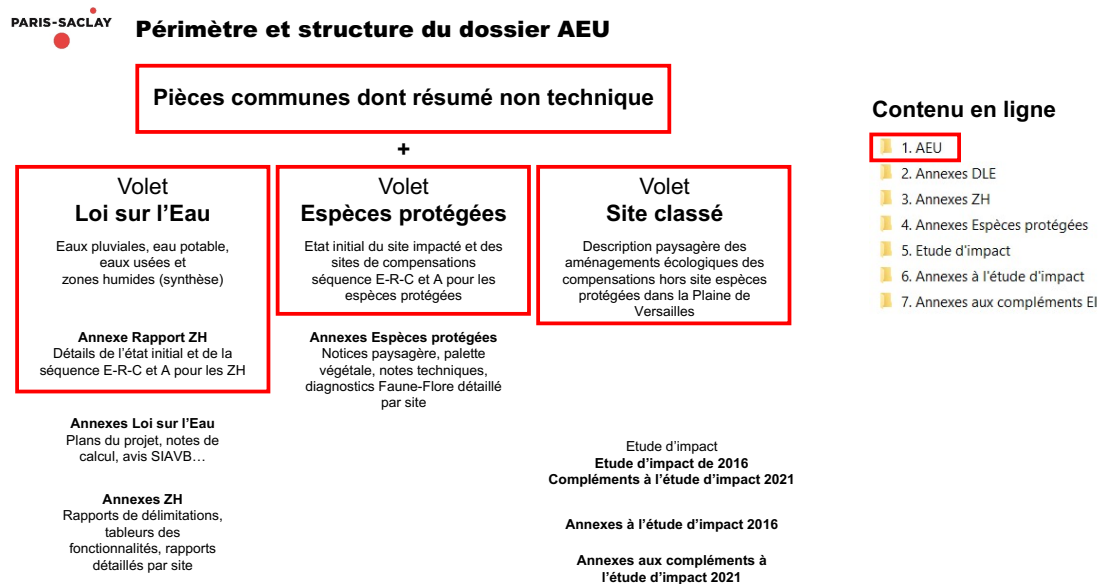 PARIS-SACLAY
Périmètre et structure du dossier AEU
Pièces communes dont résumé non technique
+
Volet
Loi sur l'Eau
Eaux pluviales, eau potable,
eaux usées et
zones humides (synthèse)
Annexe Rapport ZH
Détails de l'état initial et de la
séquence E-R-C et A pour les ZH
Annexes Loi sur l'Eau
Plans du projet, notes de
calcul, avis SIAVB…
Annexes ZH
Rapports de délimitations,
tableurs des
fonctionnalités, rapports
détaillés par site
Volet
Espèces protégées
Etat initial du site impacté et des
sites de compensations
séquence E-R-C et A pour les
espèces protégées
Annexes Espèces protégées
Notices paysagère, palette
végétale, notes techniques,
diagnostics Faune-Flore détaillé
par site
Volet
Site classé
Description paysagère des
aménagements écologiques des
compensations hors site espèces
protégées dans la Plaine de
Versailles
Etude d'impact
Etude d'impact de 2016
Compléments à l'étude d'impact 2021
Annexes à l'étude d'impact 2016
Annexes aux compléments à
l'étude d'impact 2021
Contenu en ligne
1. AEU
2. Annexes DLE
3. Annexes ZH
4. Annexes Espèces protégées
5. Etude d'impact
6. Annexes à l'étude d'impact
7. Annexes aux compléments EI